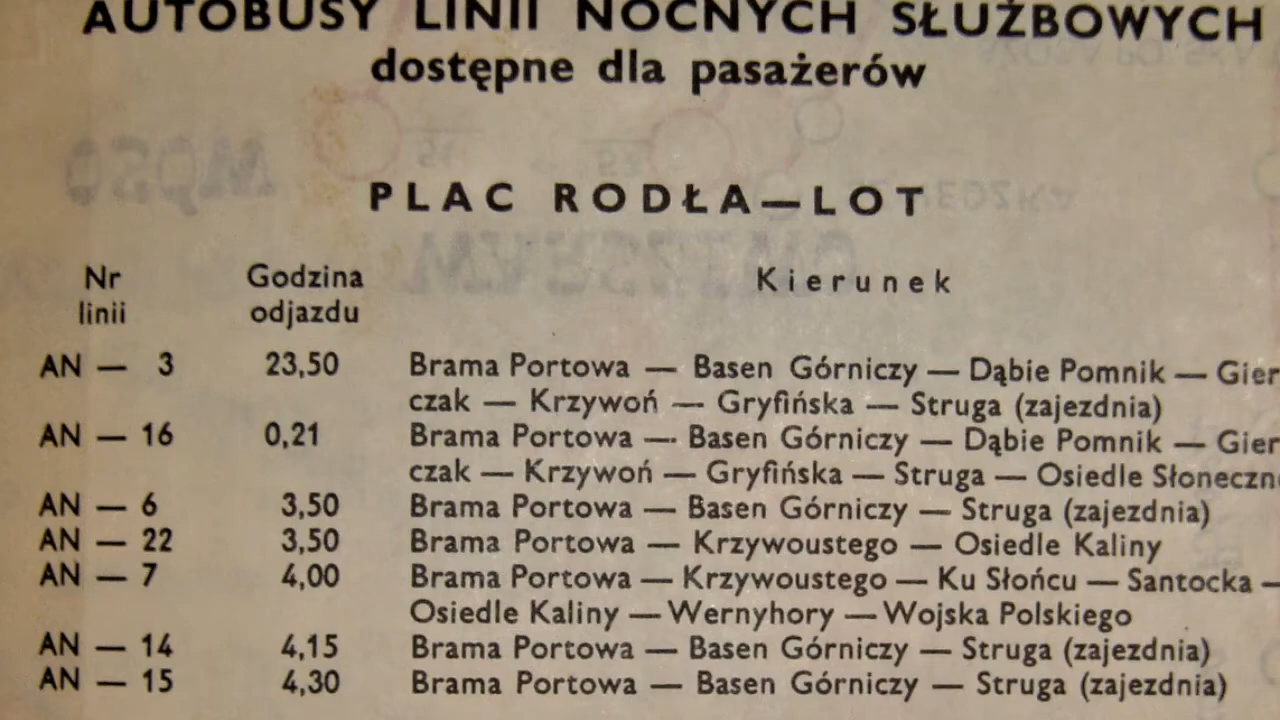 AUTOBUSY LINII NOCNYCH SŁUŻBOWYCH
dostępne dla pasażerów
PLAC RODŁA—LOT
Nr linii Godzina odjazdu Kierunek
AN — 3 23,50 Brama Portowa — Basen Górniczy — Dąbie Pomnik — Gier
czak — Krzywoń — Gryfińska — Struga (zajezdnia)
AN — 16 0,21 Brama Portowa — Basen Górniczy — Dąbie Pomnik — Gier
czak — Krzywoń — Gryfińska — Struga — Osiedle Słoneczne
AN — 6 3,50 Brama Portowa — Basen Górniczy — Struga (zajezdnia)
AN — 22 3,50 Brama Portowa — Krzywoustego — Osiedle Kaliny
AN — 7 4,00 Brama Portowa — Krzywoustego — Ku Słońcu — Santocka —
Osiedle Kaliny — Wernyhory — Wojska Polskiego
AN — 14 4,15 Brama Portowa — Basen Górniczy — Struga (zajezdnia)
AN — 15 4,30 Brama Portowa — Basen Górniczy — Struga (zajezdnia)